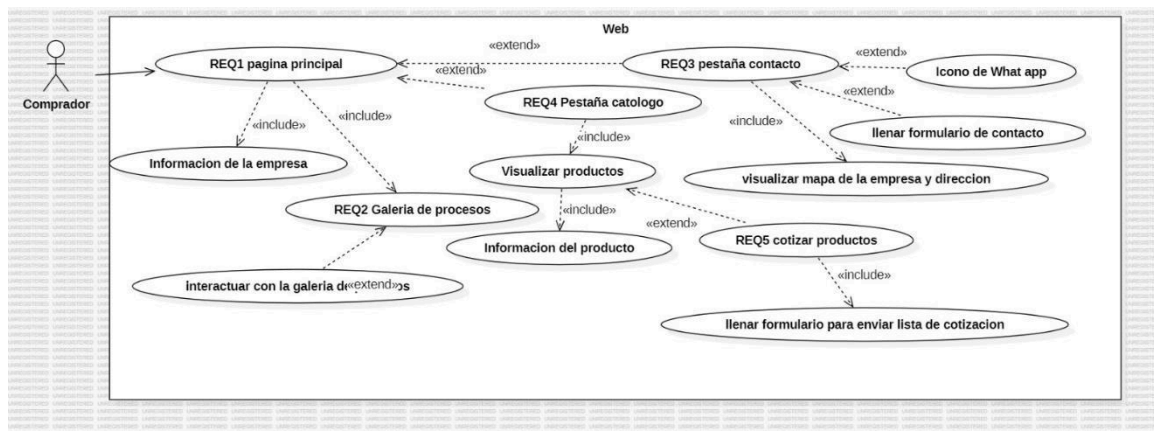 Web
Comprador
REQ1 pagina principal
«extend»
REQ3 pestaña contacto
«extend»
Icono de What app
«extend»
REQ4 Pestaña catologo
«extend»
llenar formulario de contacto
«include»
«include»
«include»
«include»
Informacion de la empresa
Visualizar productos
visualizar mapa de la empresa y direccion
REQ2 Galeria de procesos
«include»
«extend»
REQ5 cotizar productos
Informacion del producto
«include»
interactuar con la galeria
«extend»
llenar formulario para enviar lista de cotizacion